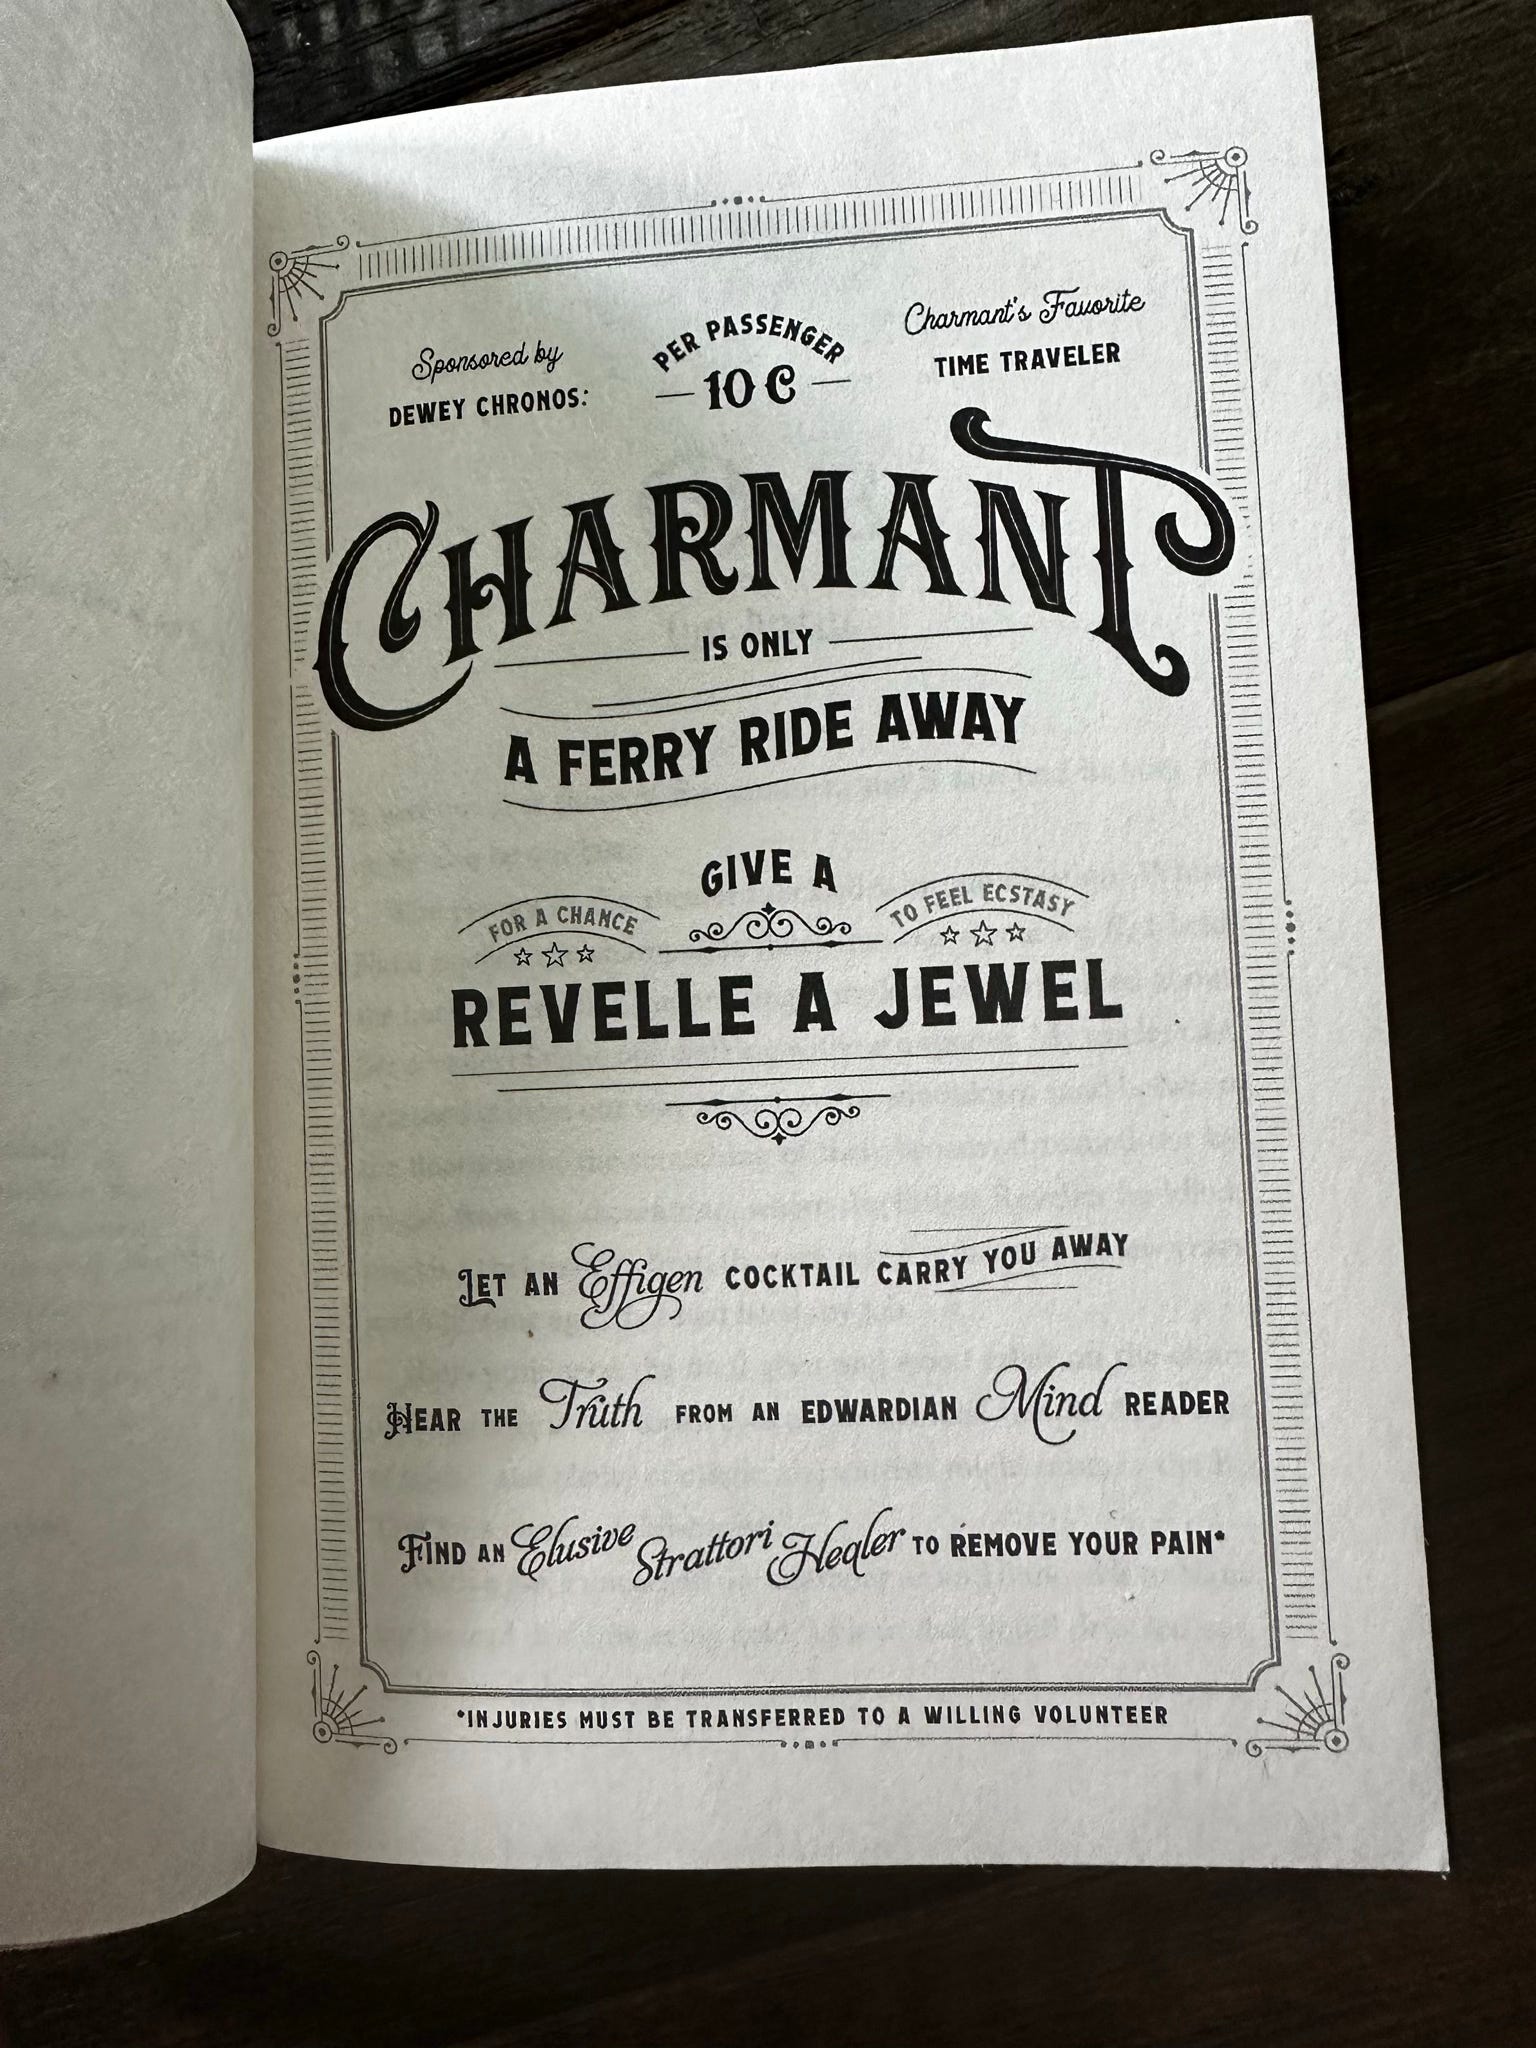 Sponsored by
DEWEY CHRONOS:
PER PASSENGER
10 C
Charmant's Favorite
TIME TRAVELER
CHARMANT
IS ONLY
A FERRY RIDE AWAY
GIVE A
FOR A CHANCE
TO FEEL ECSTASY
REVELLE A JEWEL
LET AN Effigen COCKTAIL CARRY YOU AWAY
HEAR THE Truth FROM AN EDWARDIAN Mind READER
FIND AN Elusive Strattori Healer TO REMOVE YOUR PAIN*
*INJURIES MUST BE TRANSFERRED TO A WILLING VOLUNTEER